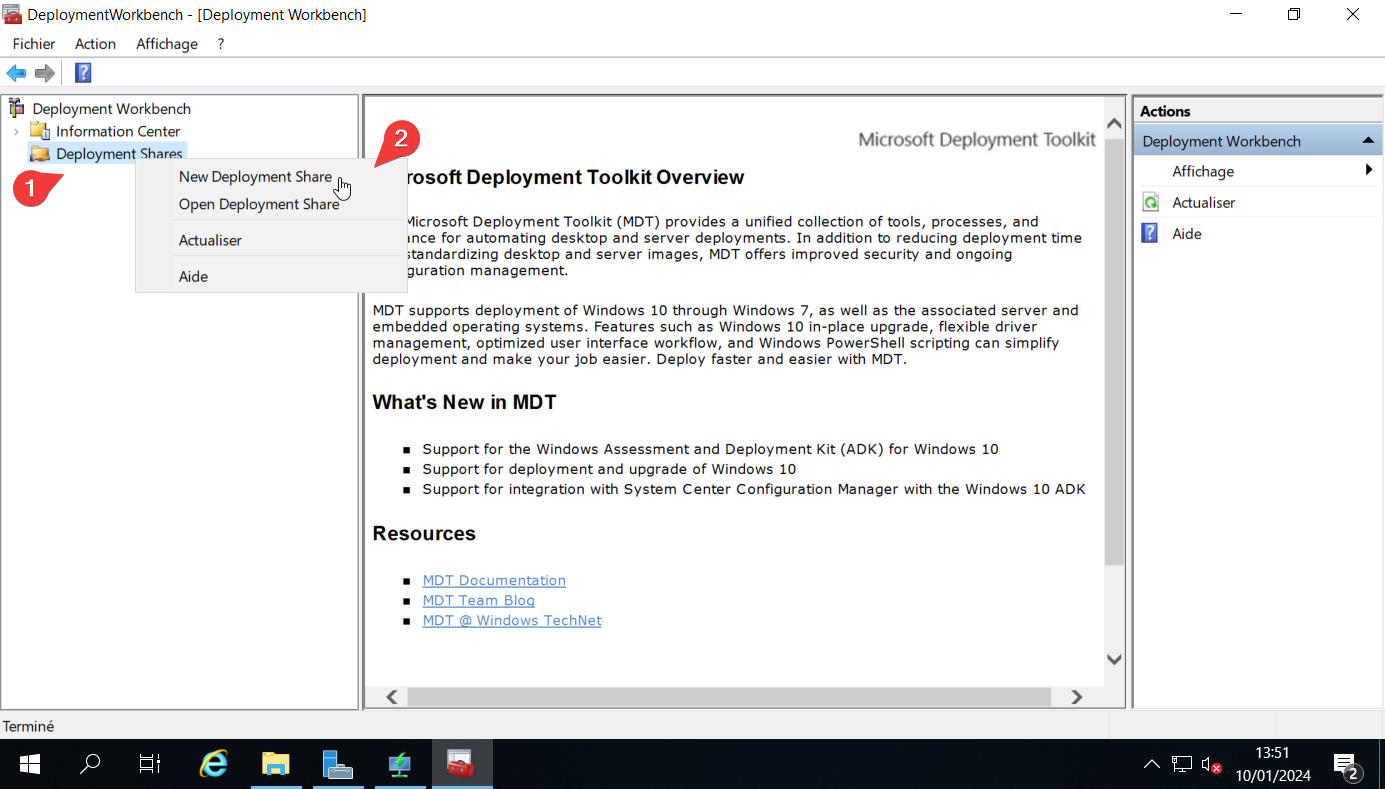 DeploymentWorkbench - [Deployment Workbench]
Fichier Action Affichage ?
Deployment Workbench
Information Center
Deployment Shares
1
2
New Deployment Share
Open Deployment Share
Actualiser
Aide
Microsoft Deployment Toolkit
rosoft Deployment Toolkit Overview
Microsoft Deployment Toolkit (MDT) provides a unified collection of tools, processes, and
ance for automating desktop and server deployments. In addition to reducing deployment time
standardizing desktop and server images, MDT offers improved security and ongoing
guration management.
MDT supports deployment of Windows 10 through Windows 7, as well as the associated server and
embedded operating systems. Features such as Windows 10 in-place upgrade, flexible driver
management, optimized user interface workflow, and Windows PowerShell scripting can simplify
deployment and make your job easier. Deploy faster and easier with MDT.
What's New in MDT
Support for the Windows Assessment and Deployment Kit (ADK) for Windows 10
Support for deployment and upgrade of Windows 10
Support for integration with System Center Configuration Manager with the Windows 10 ADK
Resources
MDT Documentation
MDT Team Blog
MDT @ Windows TechNet
Actions
Deployment Workbench
Affichage
Actualiser
Aide
Terminé
13:51
10/01/2024
2